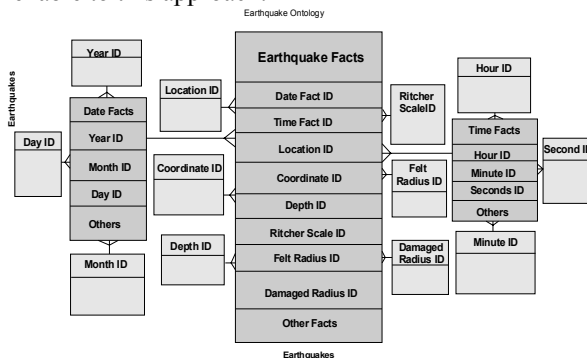 Earthquake Ontology
Earthquakes
Year ID
Day ID
Date Facts
Year ID
Month ID
Day ID
Others
Month ID
Location ID
Coordinate ID
Depth ID
Earthquake Facts
Date Fact ID
Time Fact ID
Location ID
Coordinate ID
Depth ID
Ritcher Scale ID
Felt Radius ID
Damaged Radius ID
Other Facts
Ritcher
ScaleID
Felt
Radius ID
Damaged
Radius ID
Hour ID
Time Facts
Hour ID
Minute ID
Seconds ID
Others
Minute ID
Earthquakes